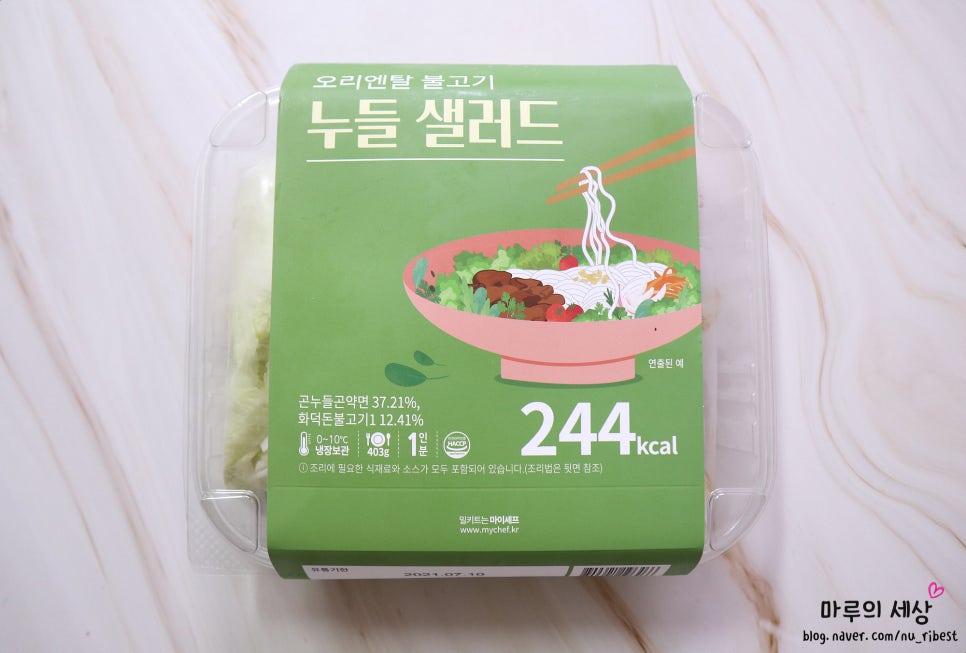 오리엔탈 불고기
누들 샐러드
연출된 예
곤누들곤약면 37.21%,
화덕돈불고기1 12.41%
0~10℃
냉장보관
403g
1인분
HACCP
244kcal
ⓘ 조리에 필요한 식재료와 소스가 모두 포함되어 있습니다.(조리법은 뒷면 참조)
밀키트는 마이셰프
www.mychef.kr
유통기한 2021.07.10
마루의 세상
blog.naver.com/nu_ribest